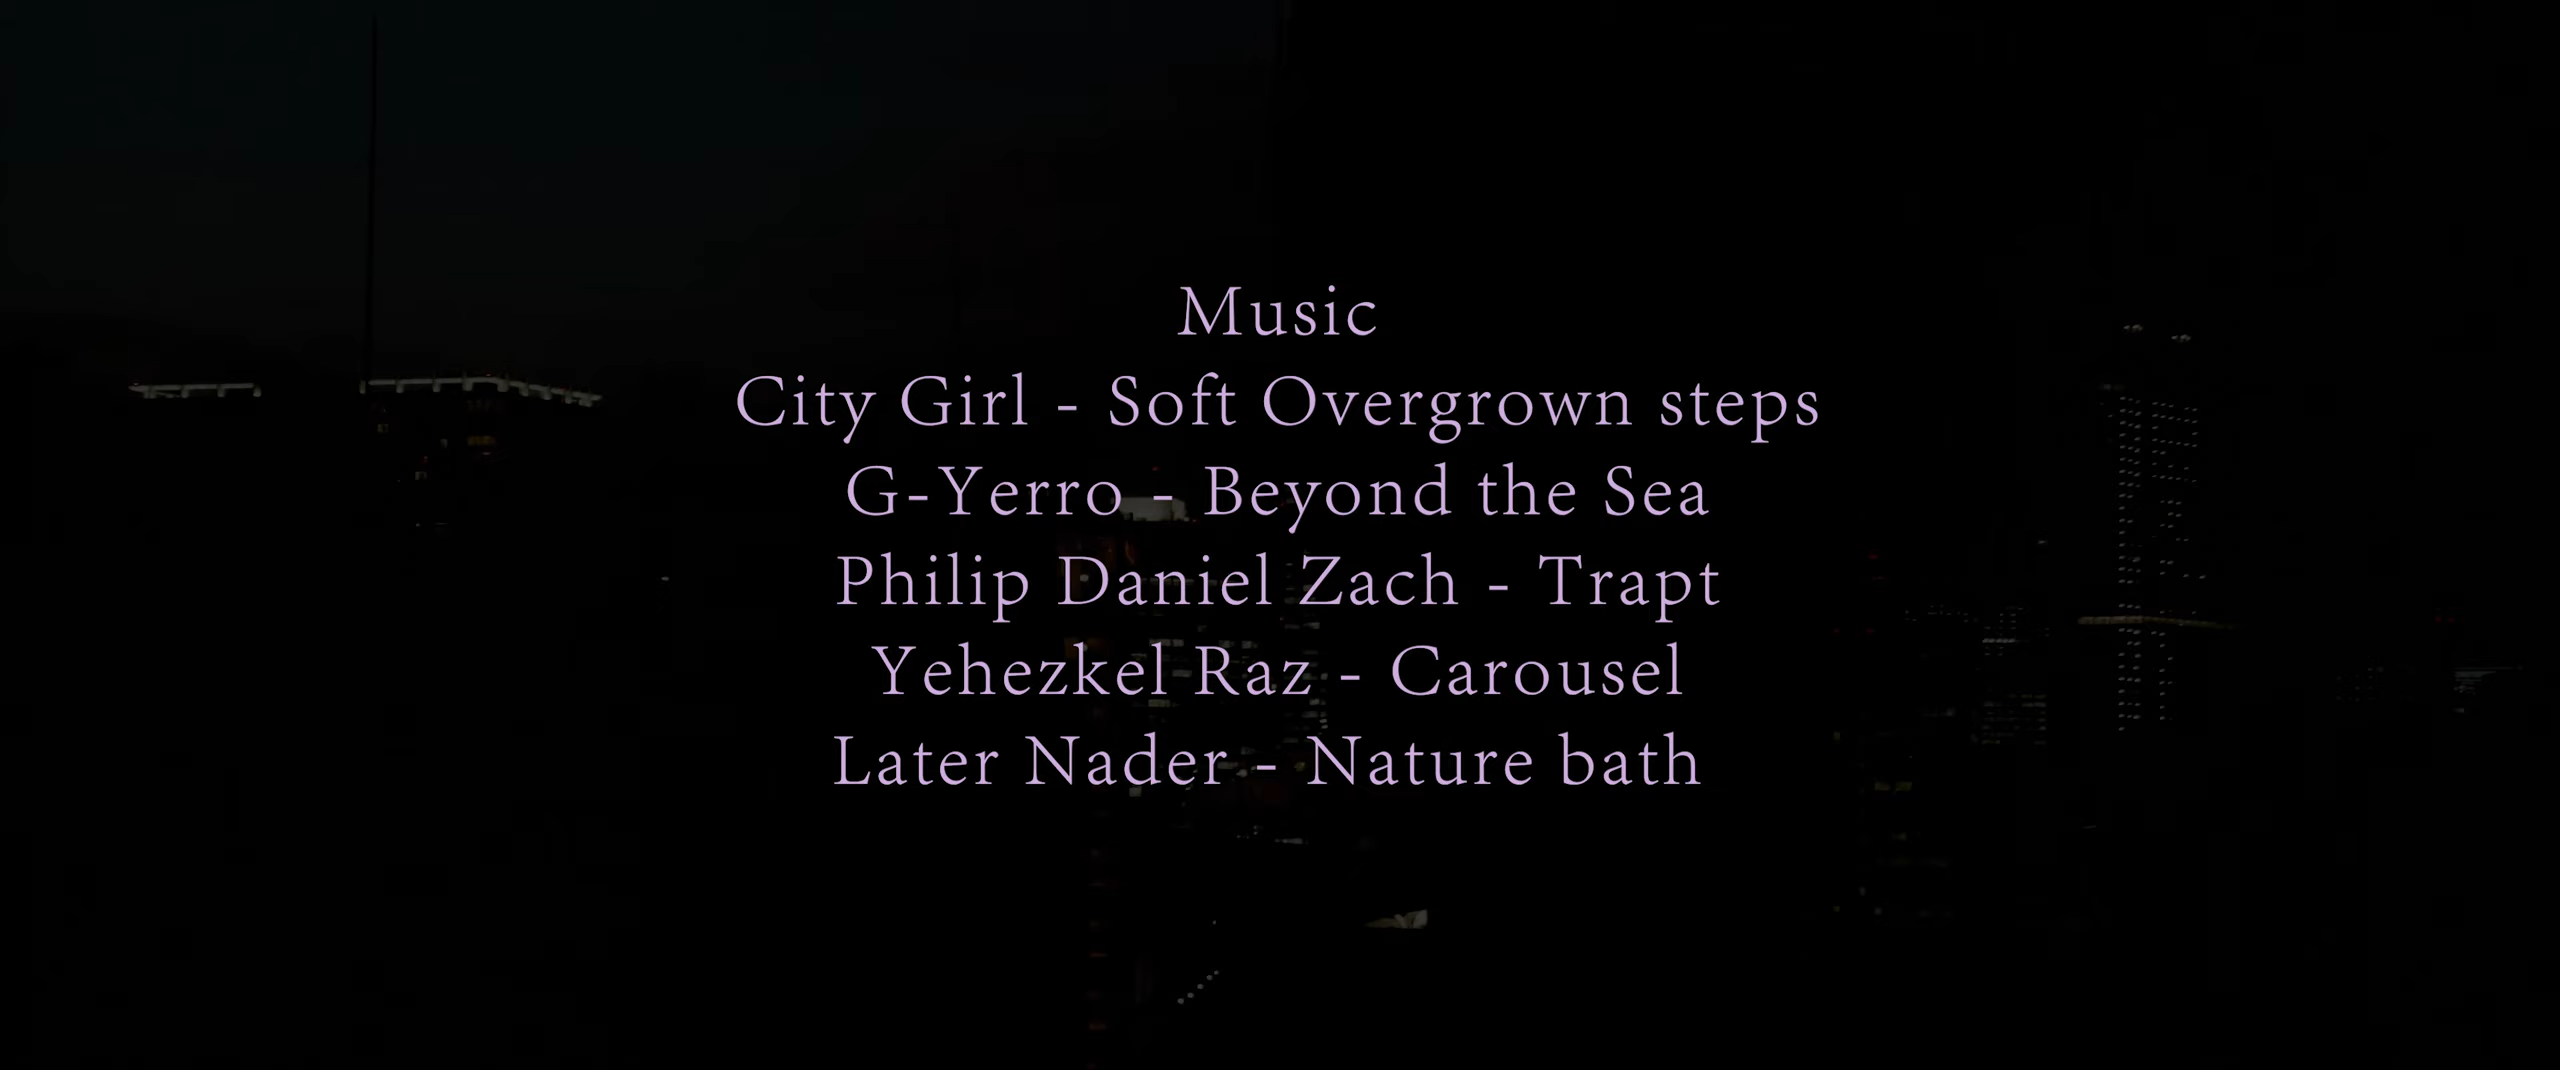 Music
City Girl - Soft Overgrown steps
G-Yerro - Beyond the Sea
Philip Daniel Zach - Trapt
Yehezkel Raz - Carousel
Later Nader - Nature bath